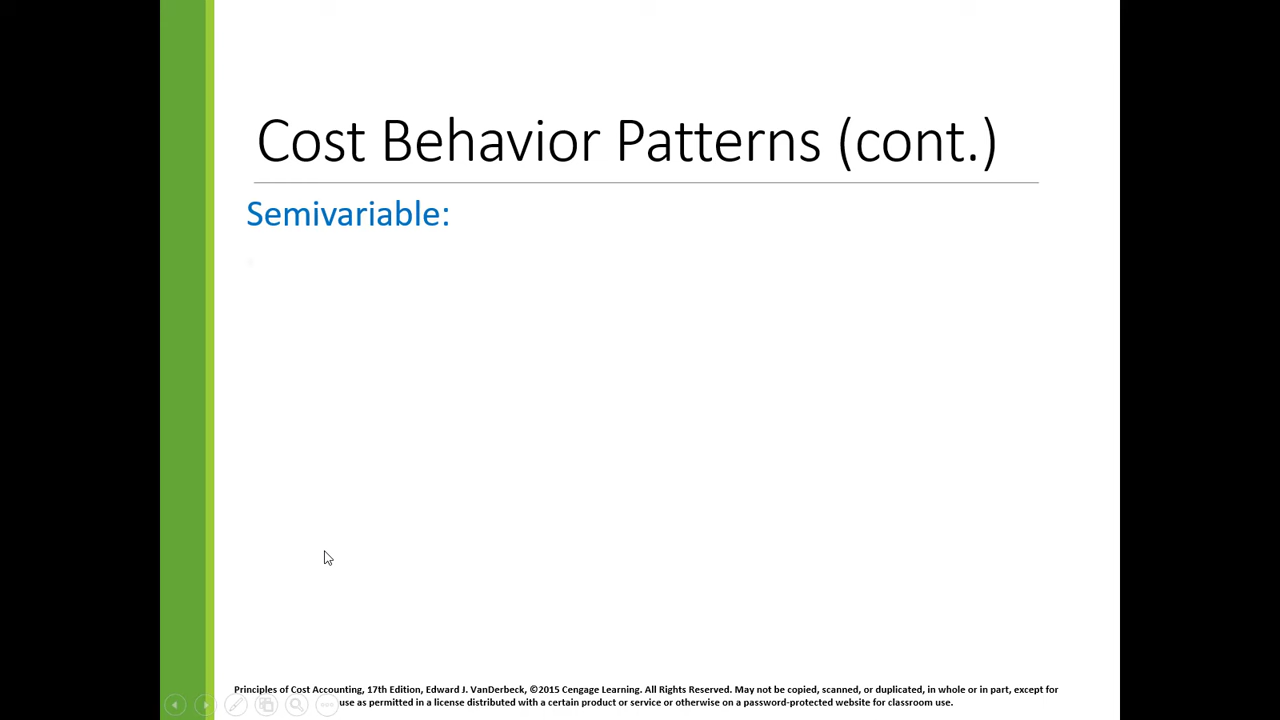 Cost Behavior Patterns (cont.)
Semivariable:
Principles of Cost Accounting, 17th Edition, Edward J. VanDerbeck, ©2015 Cengage Learning. All Rights Reserved. May not be copied, scanned, or duplicated, in whole or in part, except for
use as permitted in a license distributed with a certain product or service or otherwise on a password-protected website for classroom use.